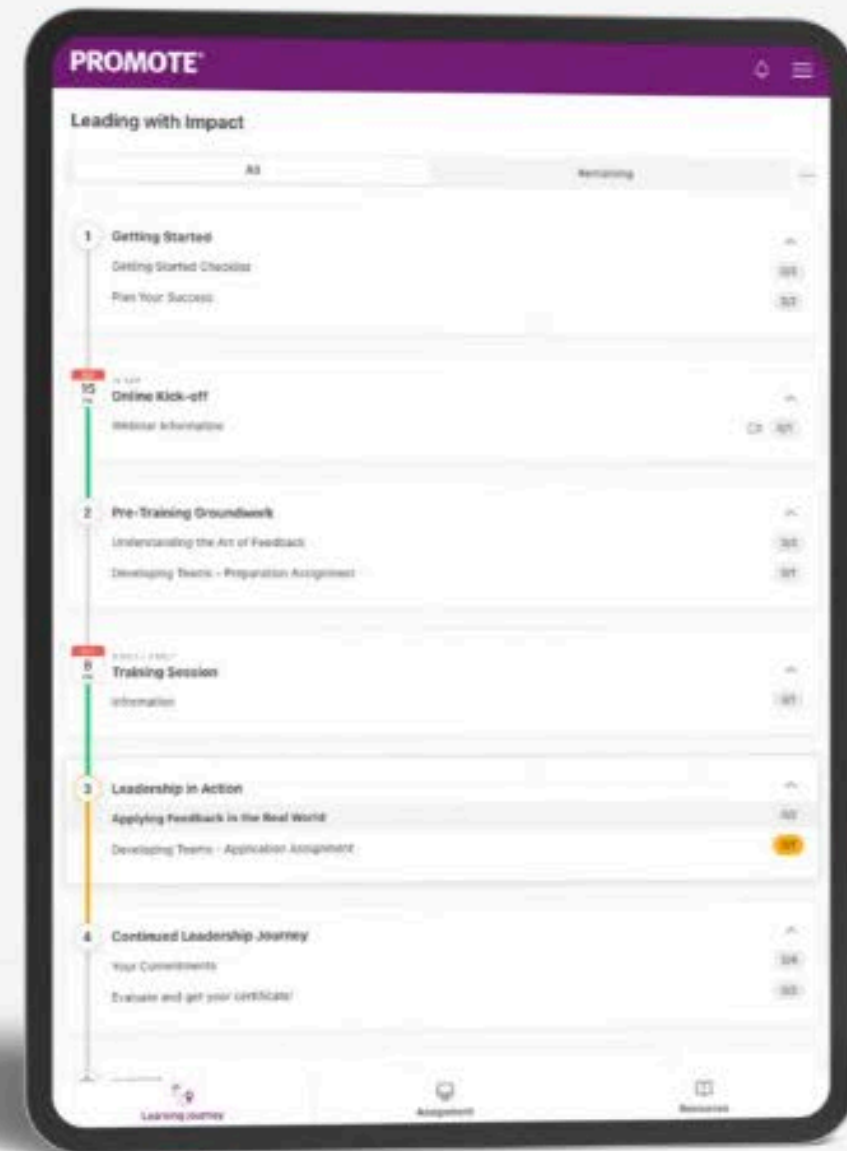 PROMOTE®
Leading with Impact
All
Remaining
1
Getting Started
Getting Started Checklist
Plan Your Success
15
Online Kick-off
Webinar Information
2
Pre-Training Groundwork
Understanding the Art of Feedback
Developing Teams - Preparation Assignment
8
Training Session
Information
3
Leadership in Action
Applying Feedback in the Real World
Developing Teams - Application Assignment
4
Continued Leadership Journey
Your Commitments
Evaluate and get your certificate!
Learning Journey
Assignment
Resources